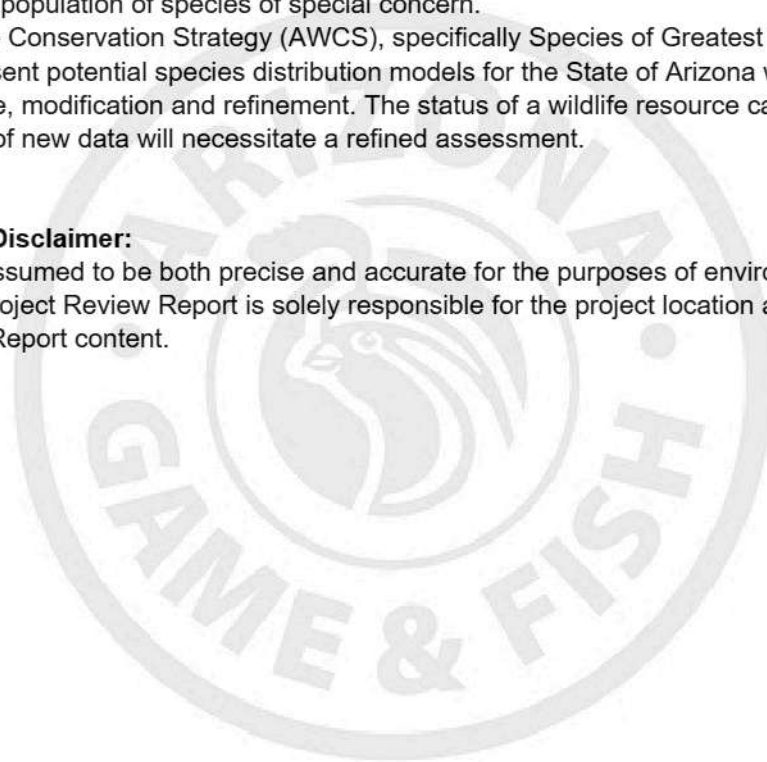 population of species of special concern.
Conservation Strategy (AWCS), specifically Species of Greatest
sent potential species distribution models for the State of Arizona
e, modification and refinement. The status of a wildlife resource ca
of new data will necessitate a refined assessment.
Disclaimer:
ssumed to be both precise and accurate for the purposes of enviro
oject Review Report is solely responsible for the project location a
Report content.
ARIZONA
GAME & FISH